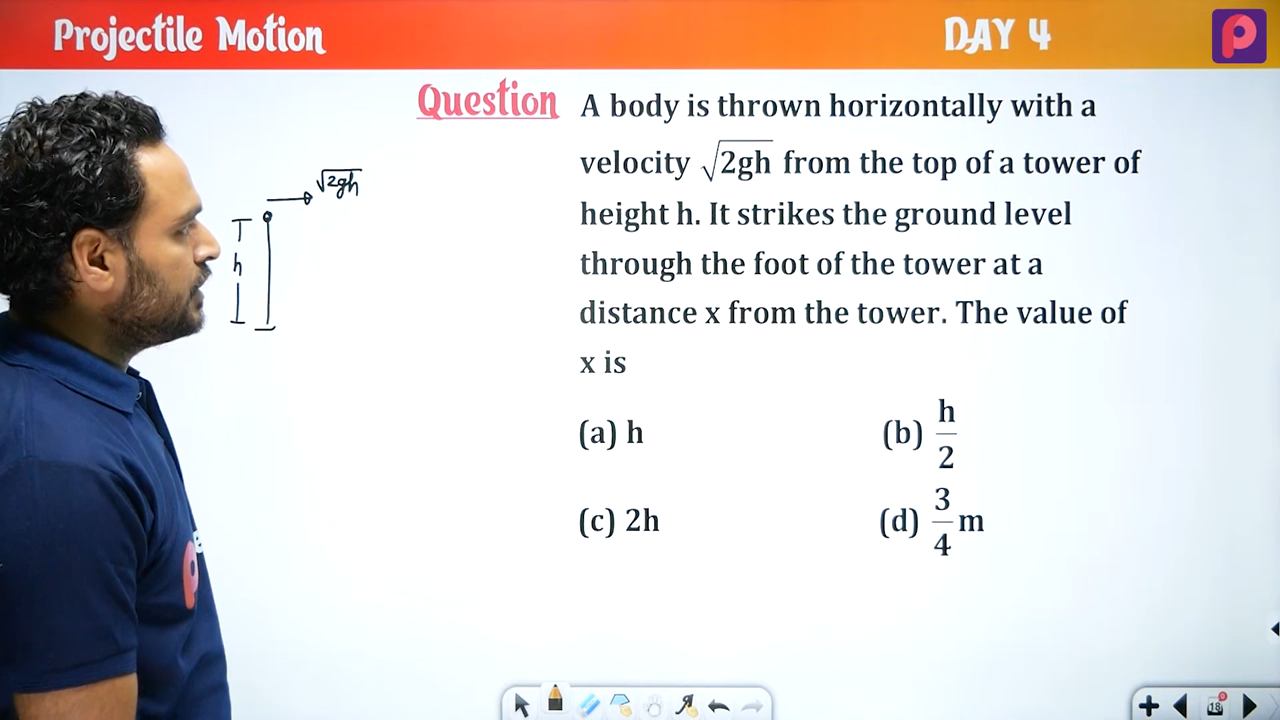 Projectile Motion
DAY 4
Question A body is thrown horizontally with a
velocity √2gh from the top of a tower of
height h. It strikes the ground level
through the foot of the tower at a
distance x from the tower. The value of
x is
(a) h
(b) h/2
(c) 2h
(d) 3/4 m
√2gh
h
18